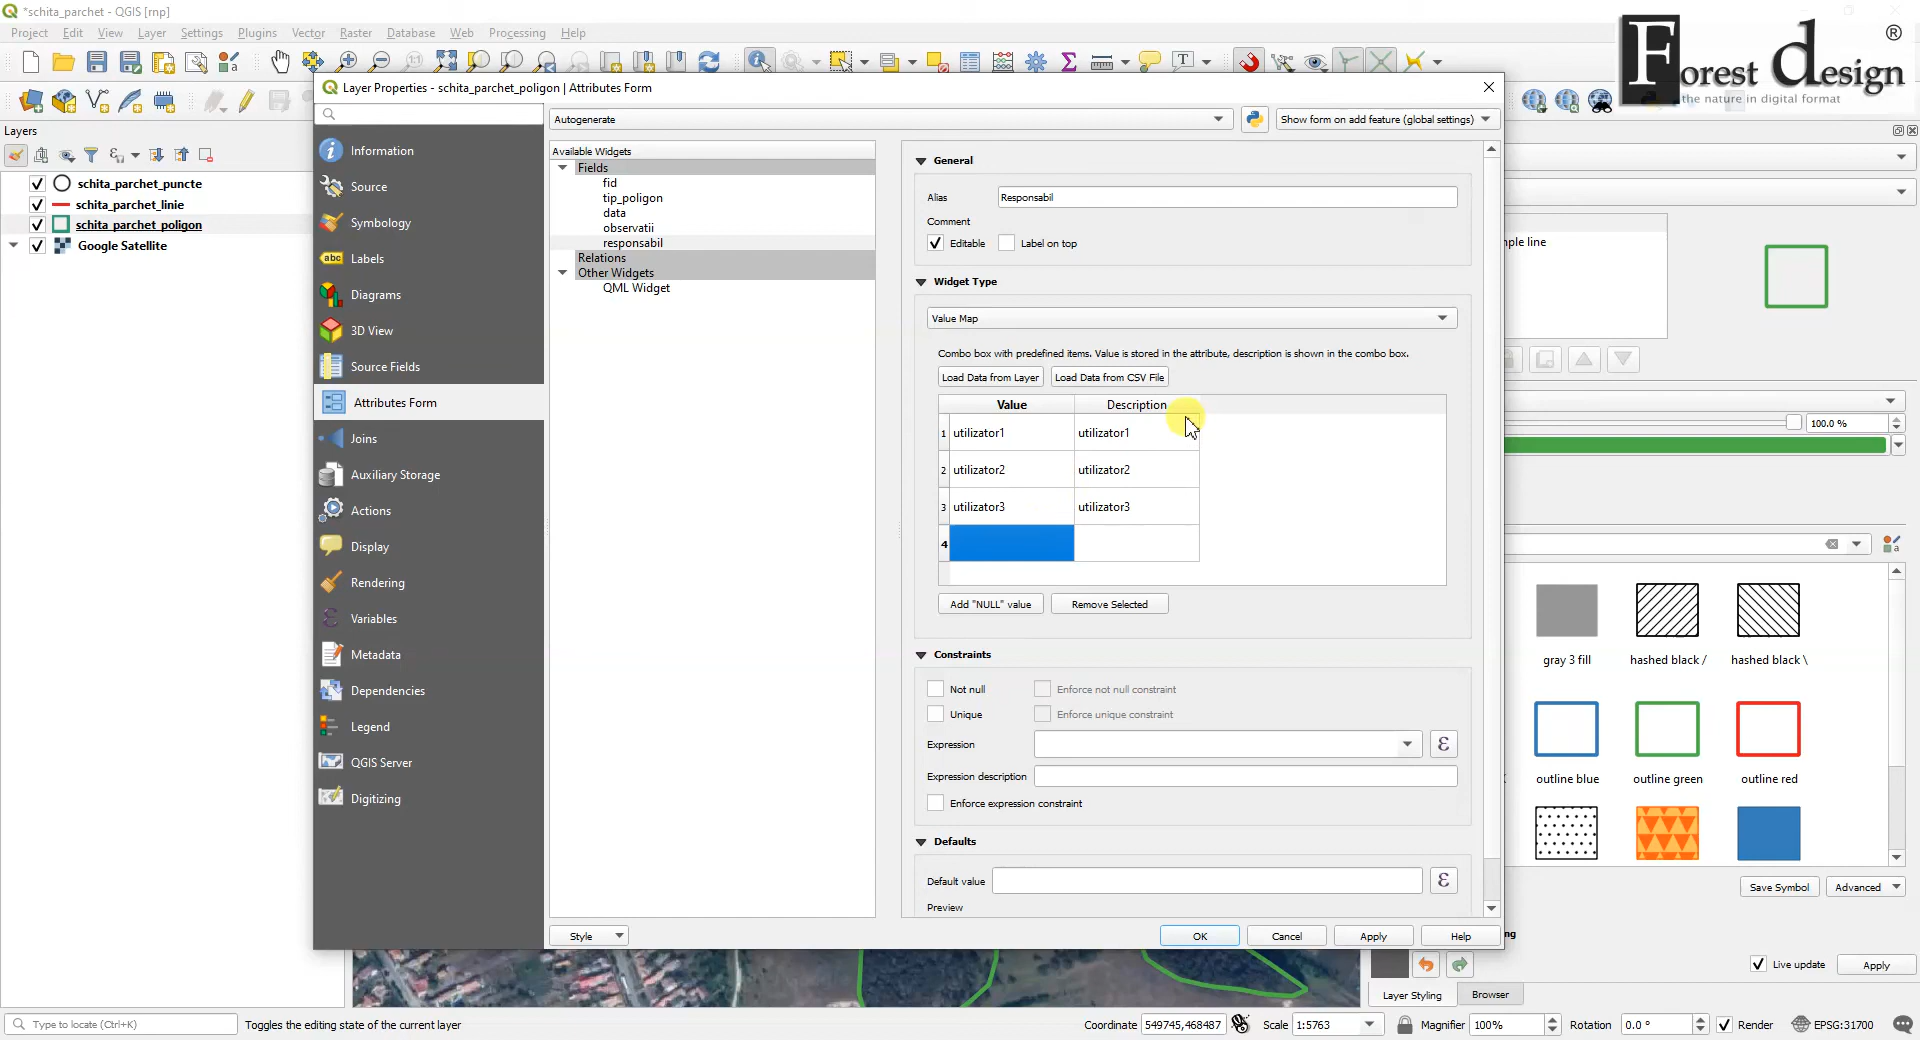 *schita_parchet - QGIS [rnp]
Project Edit View Layer Settings Plugins Vector Raster Database Web Processing Help
Forest design ®
the nature in digital format
Layers
schita_parchet_puncte
schita_parchet_linie
schita_parchet_poligon
Google Satellite
Layer Properties - schita_parchet_poligon | Attributes Form
Information
Source
Symbology
abc Labels
Diagrams
3D View
Source Fields
Attributes Form
Joins
Auxiliary Storage
Actions
Display
Rendering
Variables
Metadata
Dependencies
Legend
QGIS Server
Digitizing
Autogenerate
Show form on add feature (global settings)
Available Widgets
Fields
fid
tip_poligon
data
observatii
responsabil
Relations
Other Widgets
QML Widget
Style
General
Alias Responsabil
Comment
Editable Label on top
Widget Type
Value Map
Combo box with predefined items. Value is stored in the attribute, description is shown in the combo box.
Load Data from Layer Load Data from CSV File
Value Description
1 utilizator1 utilizator1
2 utilizator2 utilizator2
3 utilizator3 utilizator3
4
Add "NULL" value Remove Selected
Constraints
Not null Enforce not null constraint
Unique Enforce unique constraint
Expression ε
Expression description
Enforce expression constraint
Defaults
Default value ε
Preview
OK Cancel Apply Help
ple line
100.0 %
gray 3 fill hashed black / hashed black \
outline blue outline green outline red
Save Symbol Advanced
ng
Live update Apply
Layer Styling Browser
Type to locate (Ctrl+K) Toggles the editing state of the current layer Coordinate 549745,468487 Scale 1:5763 Magnifier 100% Rotation 0.0 ° Render EPSG:31700